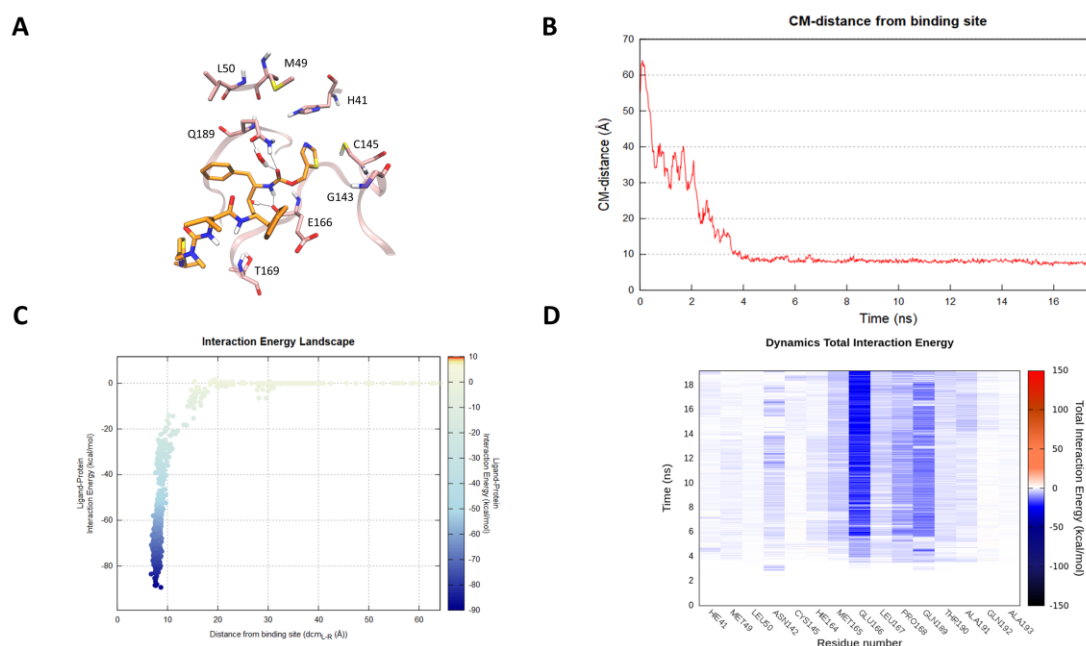 A
L50
M49
H41
Q189
C145
G143
E166
T169
B
CM-distance from binding site
CM-distance (Å)
70
60
50
40
30
20
10
0
0 2 4 6 8 10 12 14 16
Time (ns)
C
Interaction Energy Landscape
Ligand-Protein
Interaction Energy (kcal/mol)
0
-20
-40
-60
-80
0 10 20 30 40 50 60
Distance from binding site (dcmL-R (Å))
10
0
-10
-20
-30
-40
-50
-60
-70
-80
-90
Ligand-Protein
Interaction Energy (kcal/mol)
D
Dynamics Total Interaction Energy
Time (ns)
18
16
14
12
10
8
6
4
2
0
HIE41 MET49 LEU50 ASN142 CYS145 HIE164 MET165 GLU166 LEU167 PRO168 GLN189 THR190 ALA191 GLN192 ALA193
Residue number
150
100
50
0
-50
-100
-150
Total Interaction Energy (kcal/mol)